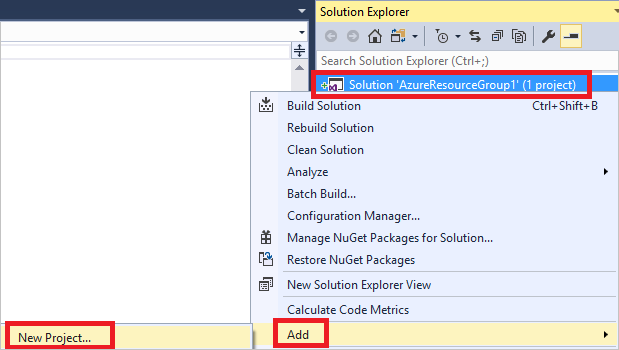 Solution Explorer
Search Solution Explorer (Ctrl+;)
Solution 'AzureResourceGroup1' (1 project)
Build Solution Ctrl+Shift+B
Rebuild Solution
Clean Solution
Analyze
Batch Build...
Configuration Manager...
Manage NuGet Packages for Solution...
Restore NuGet Packages
New Solution Explorer View
Calculate Code Metrics
Add
New Project...